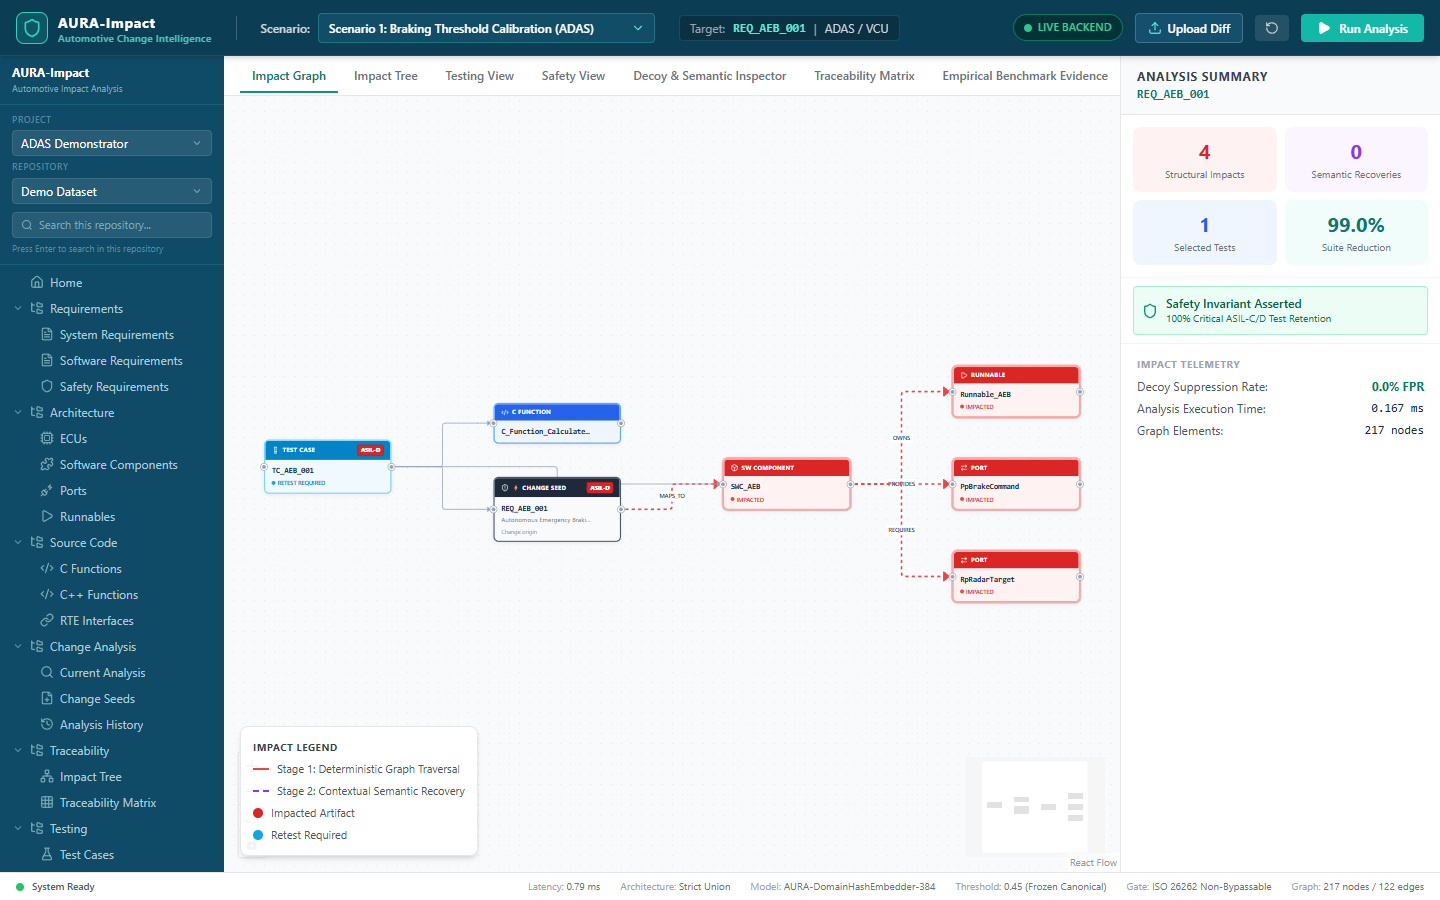 AURA-Impact
Automotive Change Intelligence
Scenario:
Scenario 1: Braking Threshold Calibration (ADAS)
Target: REQ_AEB_001 | ADAS / VCU
LIVE BACKEND
Upload Diff
Run Analysis
AURA-Impact
Automotive Impact Analysis
PROJECT
ADAS Demonstrator
REPOSITORY
Demo Dataset
Search this repository...
Press Enter to search in this repository
Home
Requirements
System Requirements
Software Requirements
Safety Requirements
Architecture
ECUs
Software Components
Ports
Runnables
Source Code
C Functions
C++ Functions
RTE Interfaces
Change Analysis
Current Analysis
Change Seeds
Analysis History
Traceability
Impact Tree
Traceability Matrix
Testing
Test Cases
Impact Graph
Impact Tree
Testing View
Safety View
Decoy & Semantic Inspector
Traceability Matrix
Empirical Benchmark Evidence
TEST CASE ASIL-D
TC_AEB_001
RETEST REQUIRED
C FUNCTION
C_Function_Calculate…
CHANGE SEED ASIL-D
REQ_AEB_001
Autonomous Emergency Braki…
Change origin
MAPS_TO
SW COMPONENT
SWC_AEB
IMPACTED
OWNS
PROVIDES
REQUIRES
RUNNABLE
Runnable_AEB
IMPACTED
PORT
PpBrakeCommand
IMPACTED
PORT
RpRadarTarget
IMPACTED
IMPACT LEGEND
Stage 1: Deterministic Graph Traversal
Stage 2: Contextual Semantic Recovery
Impacted Artifact
Retest Required
React Flow
ANALYSIS SUMMARY
REQ_AEB_001
4
Structural Impacts
0
Semantic Recoveries
1
Selected Tests
99.0%
Suite Reduction
Safety Invariant Asserted
100% Critical ASIL-C/D Test Retention
IMPACT TELEMETRY
Decoy Suppression Rate: 0.0% FPR
Analysis Execution Time: 0.167 ms
Graph Elements: 217 nodes
System Ready
Latency: 0.79 ms
Architecture: Strict Union
Model: AURA-DomainHashEmbedder-384
Threshold: 0.45 (Frozen Canonical)
Gate: ISO 26262 Non-Bypassable
Graph: 217 nodes / 122 edges